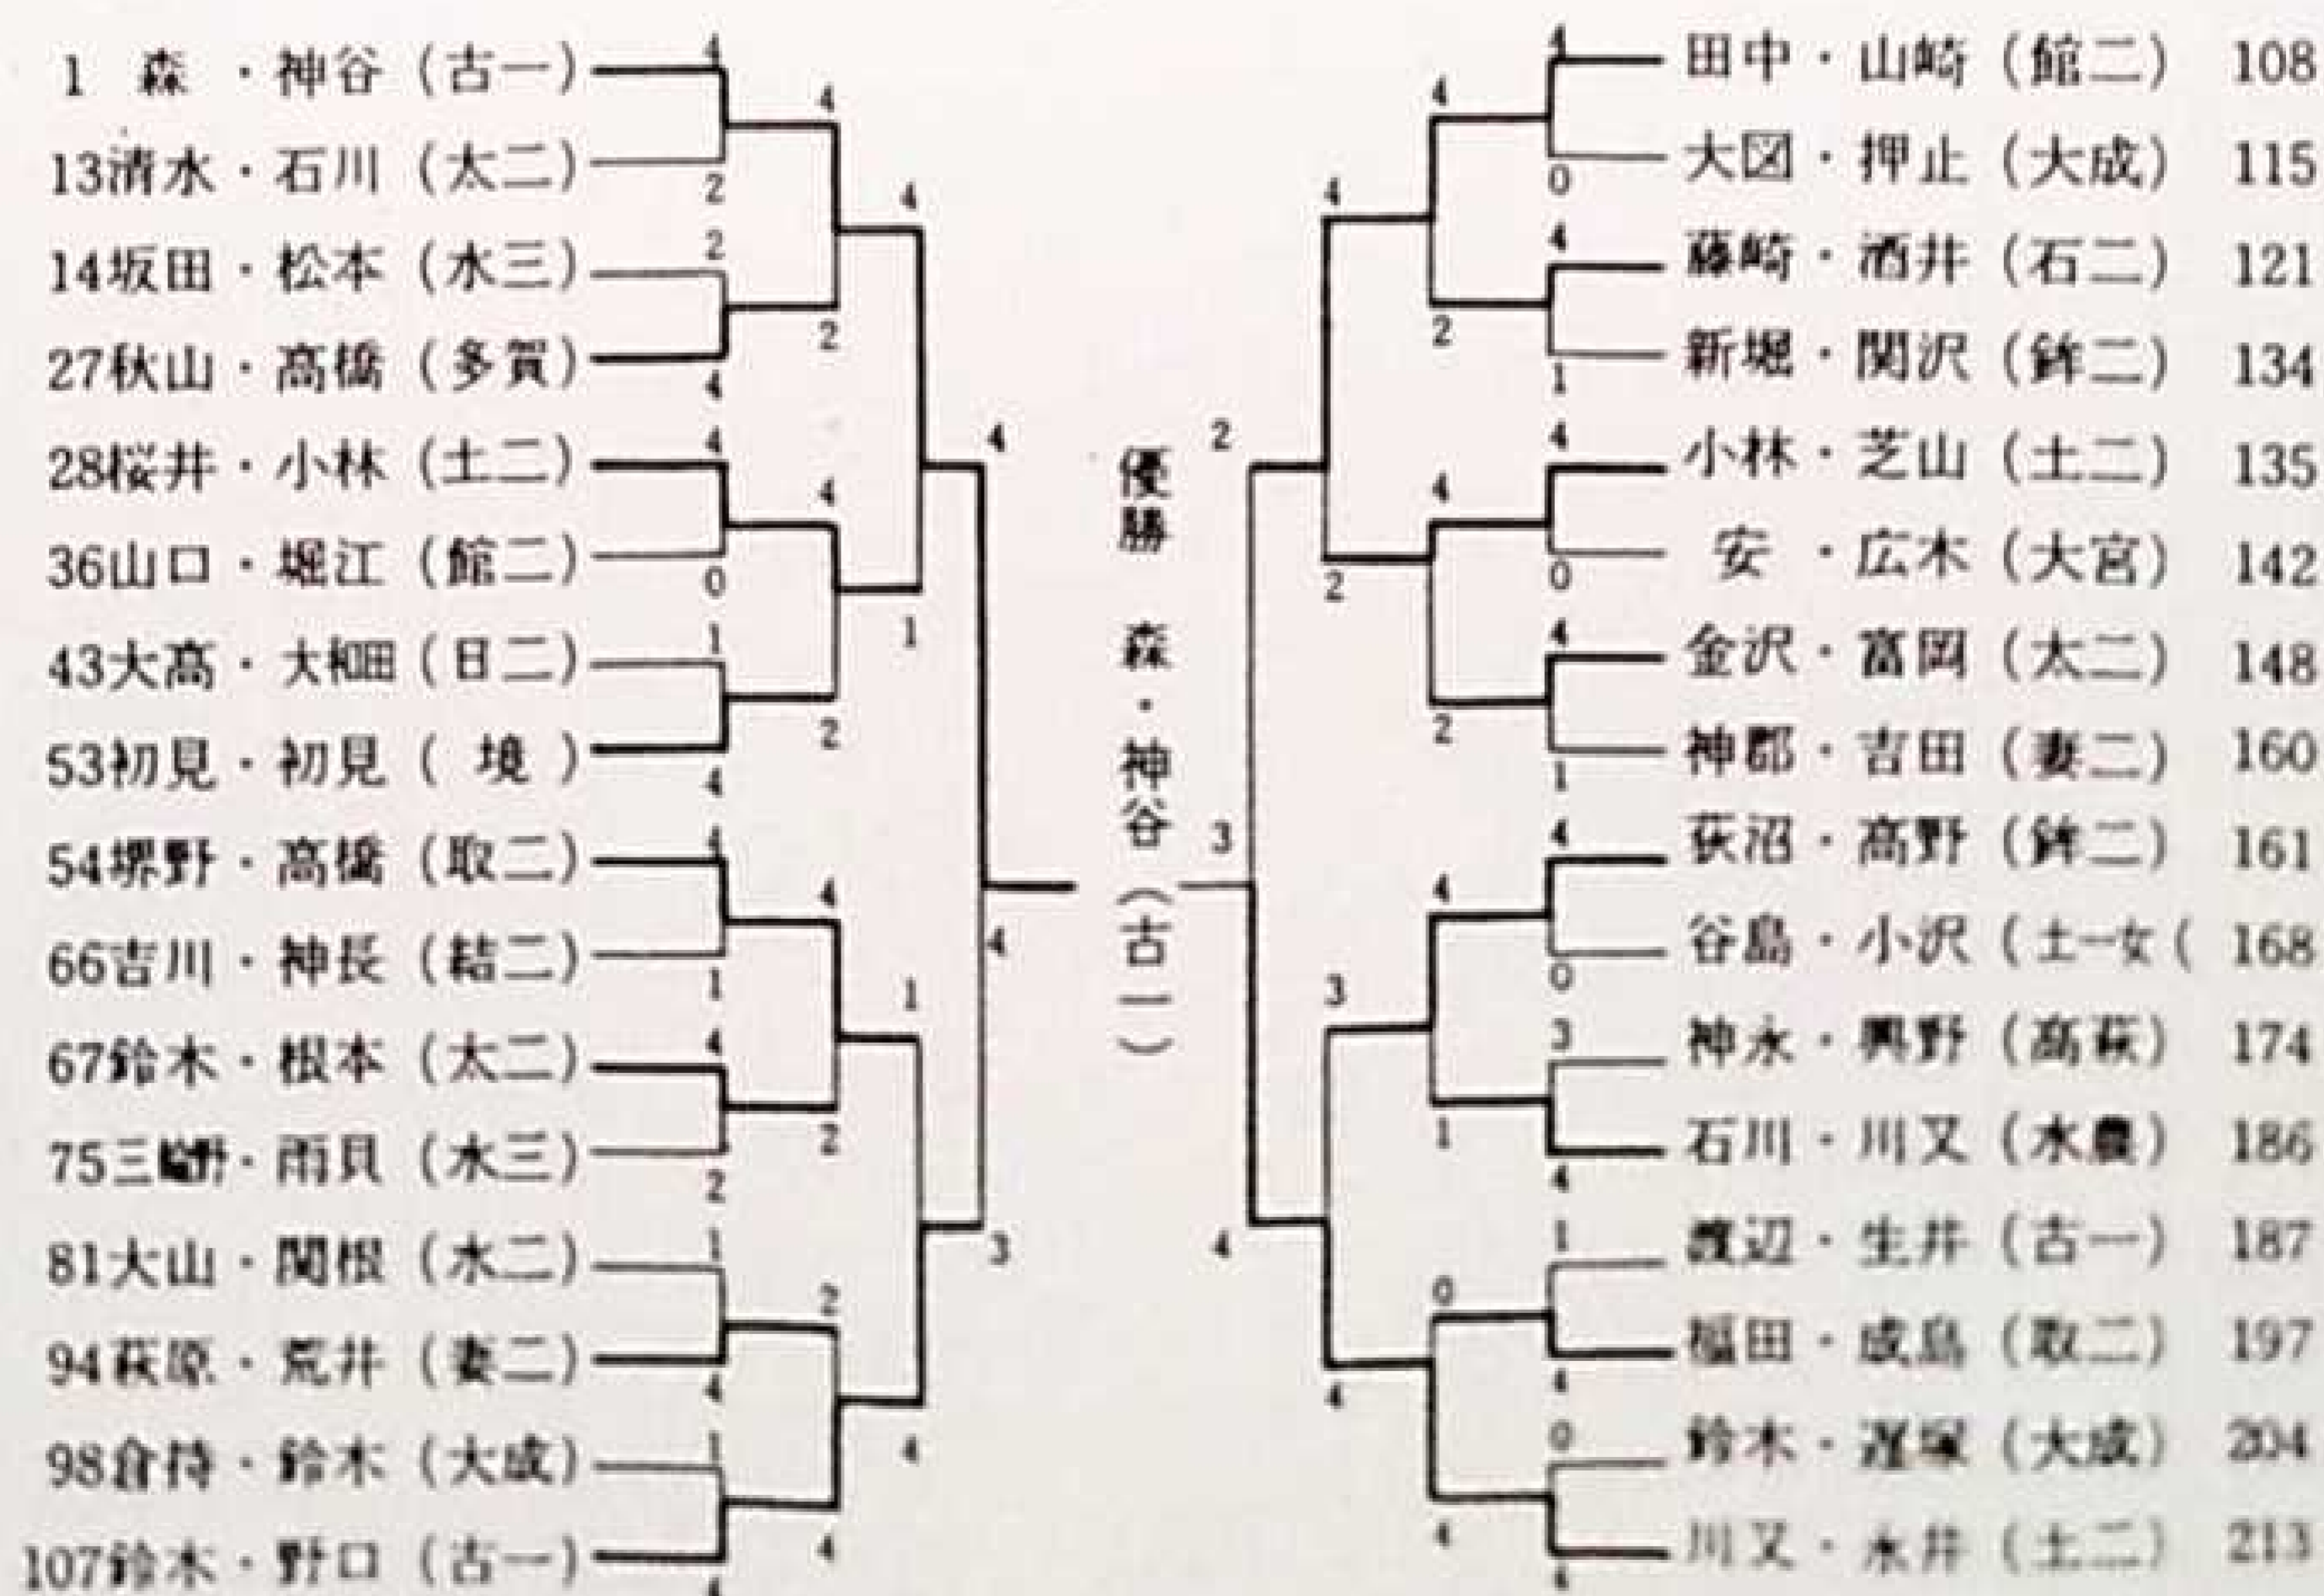 1 森・神谷(古一)
13清水・石川(太二)
14坂田・松本(水三)
27秋山・高橋(多賀)
28桜井・小林(土二)
36山口・堀江(館二)
43大高・大和田(日二)
53初見・初見(境)
54堺野・高橋(取二)
66吉川・神長(結二)
67鈴木・根本(太二)
75三輪野・雨貝(水三)
81大山・関根(水二)
94萩原・荒井(妻二)
98倉持・鈴木(大成)
107鈴木・野口(古一)
4
2
2
4
4
0
1
4
4
1
4
2
1
4
1
4
4
2
4
2
4
2
2
4
4
1
1
4
4
3
4
優勝 森・神谷(古一)
3
2
4
4
2
3
4
4
2
4
2
4
1
0
4
4
0
4
1
4
0
4
1
4
0
3
4
1
4
0
4
田中・山崎(館二) 108
大図・押止(大成) 115
藤崎・酒井(石二) 121
新堀・関沢(鉾二) 134
小林・芝山(土二) 135
安・広木(大宮) 142
金沢・富岡(太二) 148
神郡・吉田(妻二) 160
荻沼・高野(鉾二) 161
谷島・小沢(土一女( 168
神永・興野(高萩) 174
石川・川又(水農) 186
渡辺・生井(古一) 187
福田・成島(取二) 197
鈴木・(大成) 204
川又・永井(土二) 213